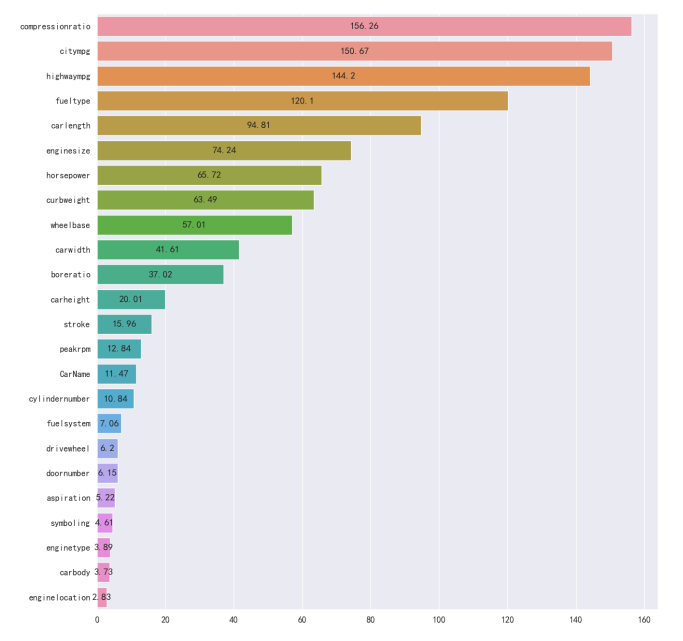 compressionratio 156.26
citympg 150.67
highwaympg 144.2
fueltype 120.1
carlength 94.81
enginesize 74.24
horsepower 65.72
curbweight 63.49
wheelbase 57.01
carwidth 41.61
boreratio 37.02
carheight 20.01
stroke 15.96
peakrpm 12.84
CarName 11.47
cylindernumber 10.84
fuelsystem 7.06
drivewheel 6.2
doornumber 6.15
aspiration 5.22
symboling 4.61
enginetype 3.89
carbody 3.73
enginelocation 2.83
0 20 40 60 80 100 120 140 160